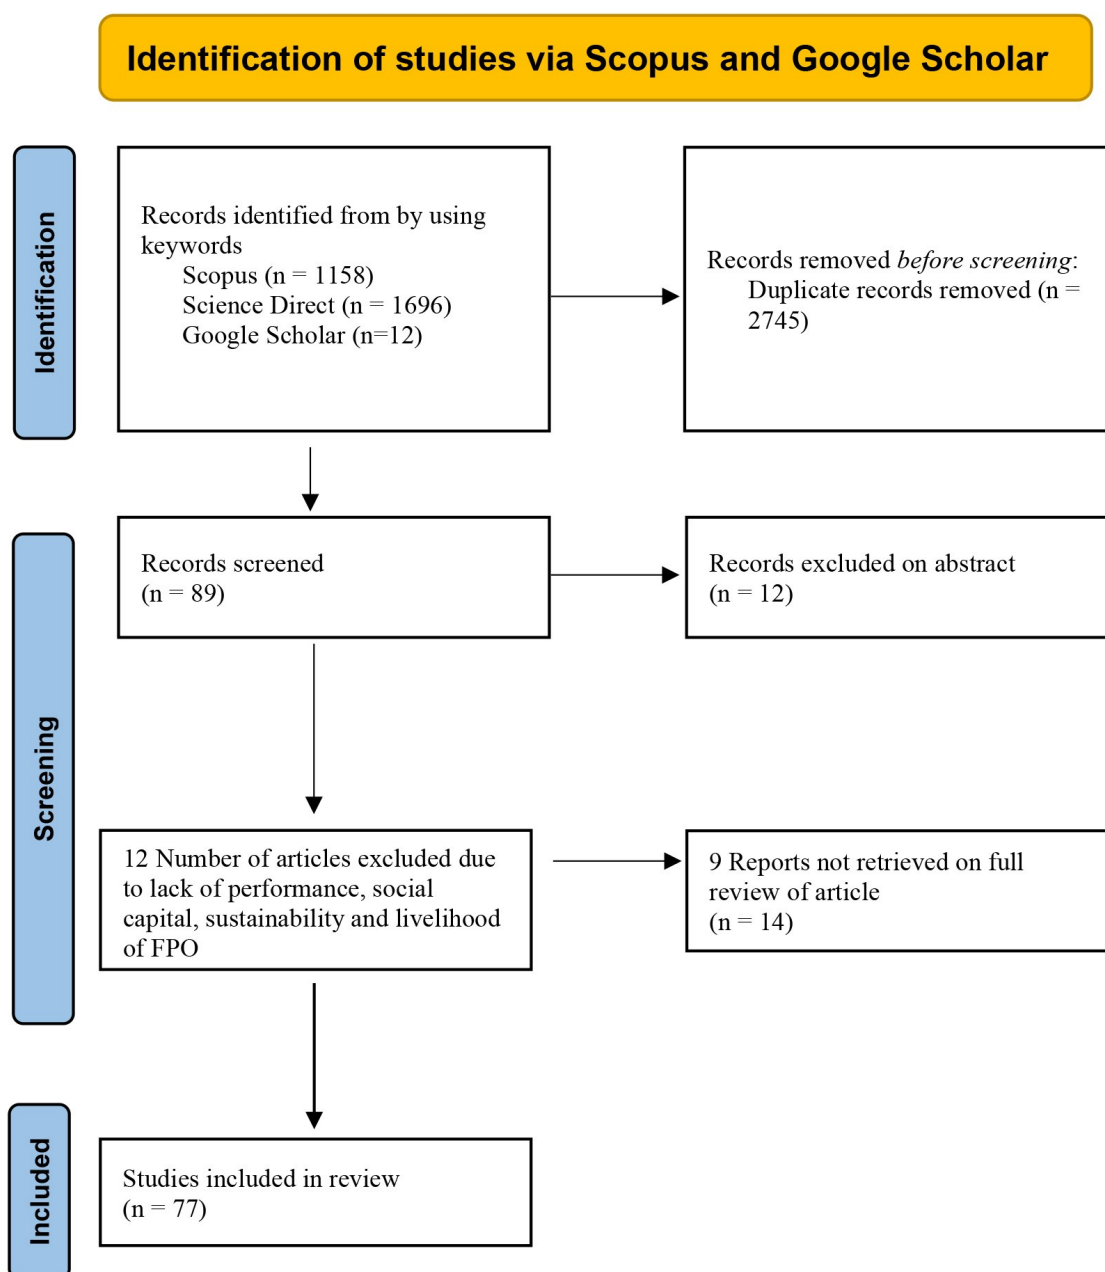 Identification of studies via Scopus and Google Scholar
Identification
Records identified from by using
keywords
Scopus (n = 1158)
Science Direct (n = 1696)
Google Scholar (n=12)
Records removed before screening:
Duplicate records removed (n =
2745)
Screening
Records screened
(n = 89)
Records excluded on abstract
(n = 12)
12 Number of articles excluded due
to lack of performance, social
capital, sustainability and livelihood
of FPO
9 Reports not retrieved on full
review of article
(n = 14)
Included
Studies included in review
(n = 77)